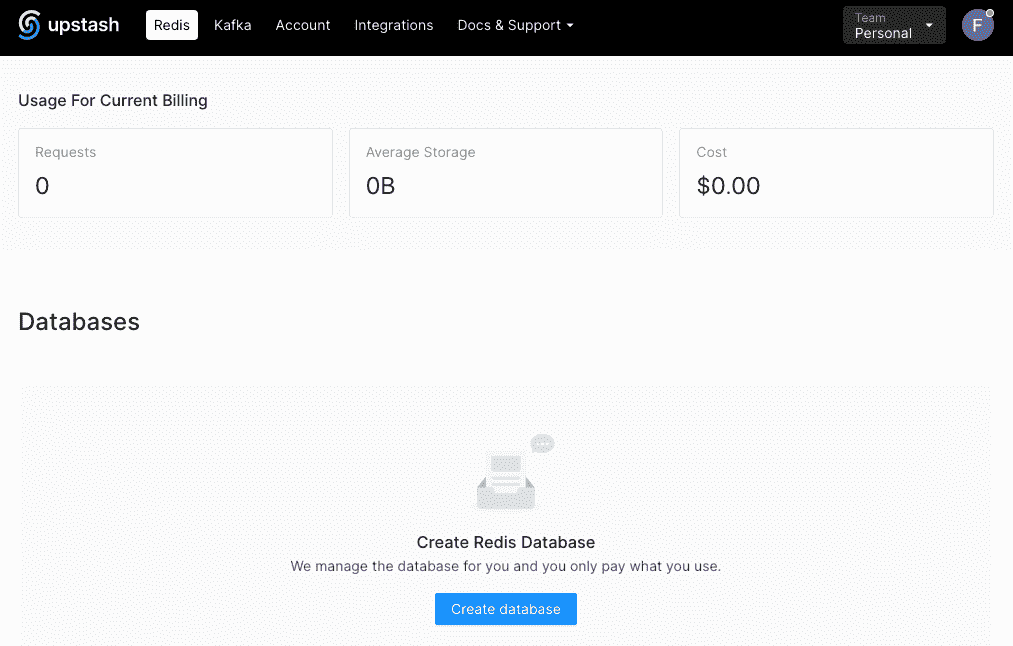 upstash Redis Kafka Account Integrations Docs & Support Team
Personal F
Usage For Current Billing
Requests Average Storage Cost
0 0B $0.00
Databases
Create Redis Database
We manage the database for you and you only pay what you use.
Create database